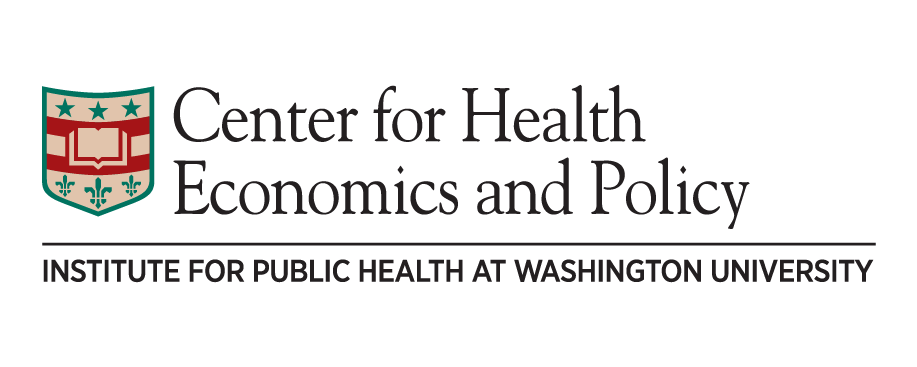 Center for Health
Economics and Policy
INSTITUTE FOR PUBLIC HEALTH AT WASHINGTON UNIVERSITY